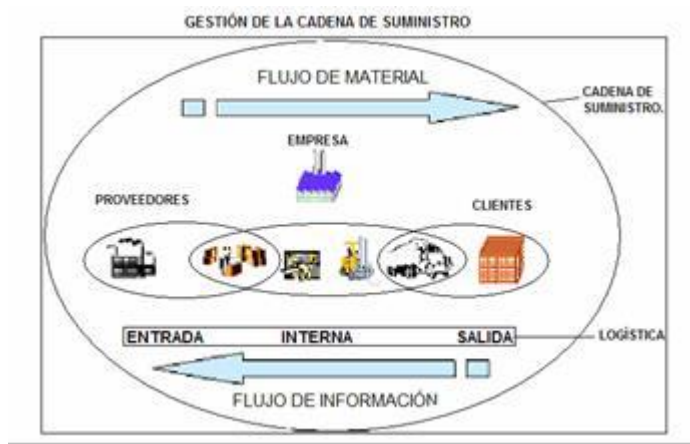 GESTIÓN DE LA CADENA DE SUMINISTRO
FLUJO DE MATERIAL
CADENA DE
SUMINISTRO.
EMPRESA
PROVEEDORES
CLIENTES
ENTRADA INTERNA SALIDA
LOGÍSTICA
FLUJO DE INFORMACIÓN